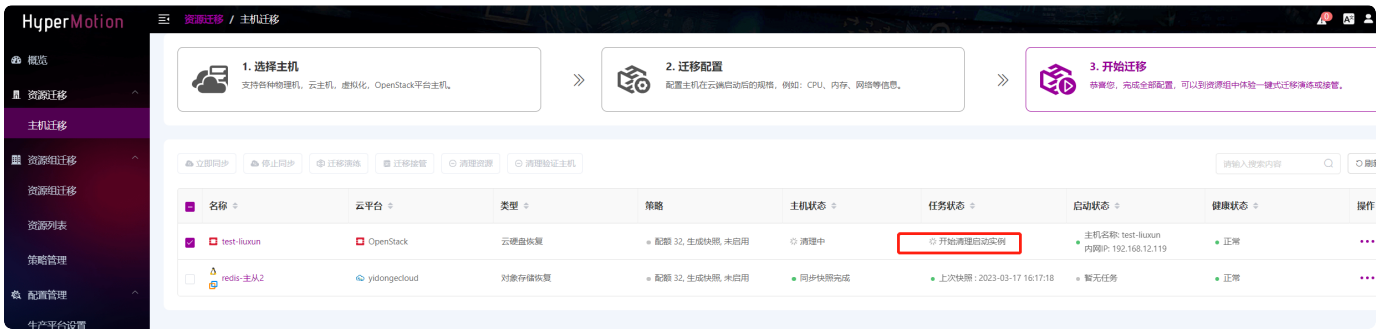 HyperMotion
资源迁移 / 主机迁移
0
概览
资源迁移
主机迁移
资源组迁移
资源组迁移
资源列表
策略管理
配置管理
生产平台设置
1. 选择主机
支持各种物理机，云主机，虚拟化，OpenStack平台主机。
2. 迁移配置
配置主机在云端启动后的规格，例如：CPU、内存、网络等信息。
3. 开始迁移
恭喜您，完成全部配置，可以到资源组中体验一键式迁移演练或接管。
立即同步 停止同步 迁移演练 迁移接管 清理资源 清理验证主机
请输入搜索内容
名称 云平台 类型 策略 主机状态 任务状态 启动状态 健康状态 操作
test-liuxun OpenStack 云硬盘恢复 配额 32, 生成快照, 未启用 清理中 开始清理启动实例 主机名称: test-liuxun
内网IP: 192.168.12.119
正常
redis-主从2 yidongecloud 对象存储恢复 配额 32, 生成快照, 未启用 同步快照完成 上次快照 : 2023-03-17 16:17:18 暂无任务 正常